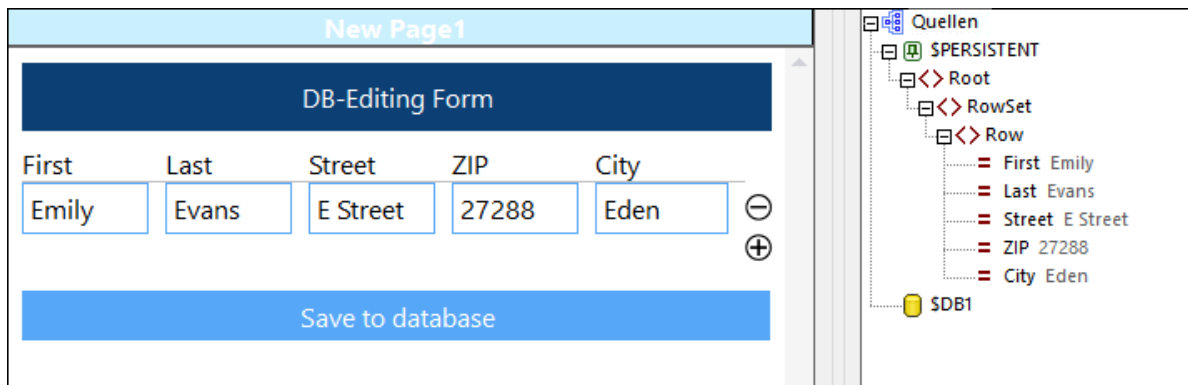 New Page1
DB-Editing Form
First Last Street ZIP City
Emily Evans E Street 27288 Eden
Save to database
Quellen
$PERSISTENT
Root
RowSet
Row
First Emily
Last Evans
Street E Street
ZIP 27288
City Eden
$DB1